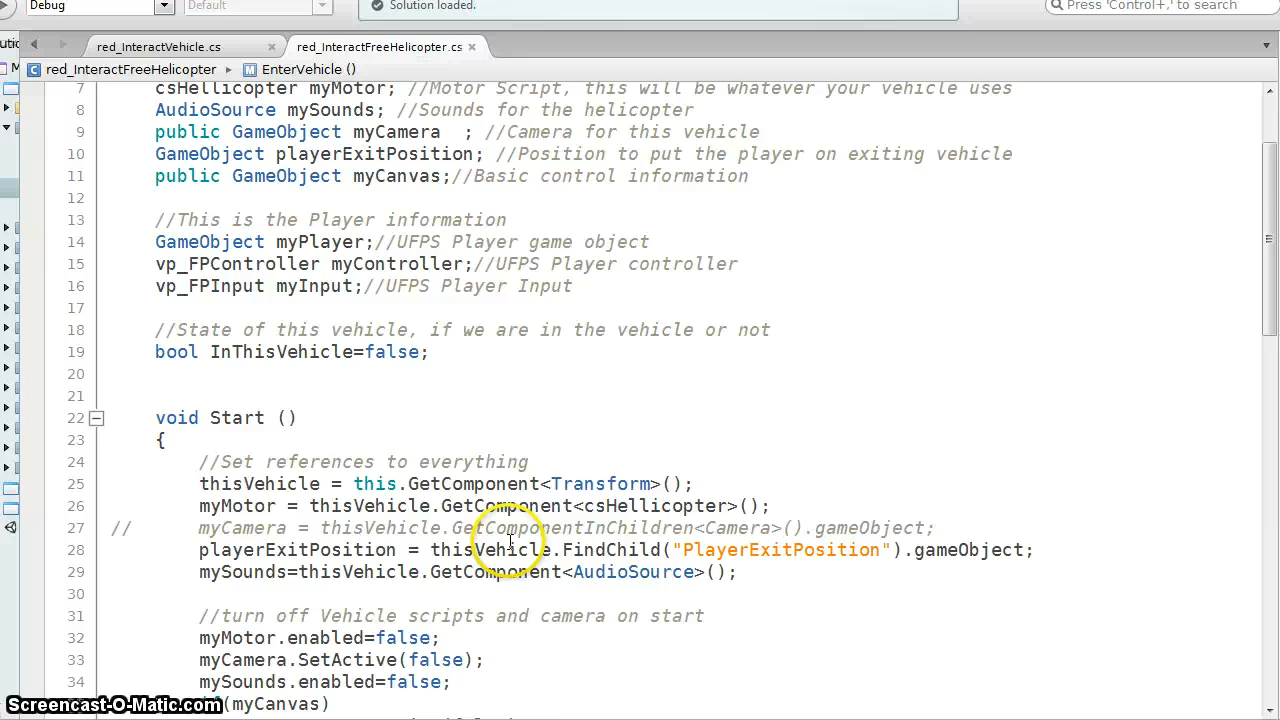 Debug
Default
Solution loaded.
Press 'Control+,' to search
red_InteractVehicle.cs
red_InteractFreeHelicopter.cs
red_InteractFreeHelicopter
EnterVehicle ()
7 csHellicopter myMotor; //Motor Script, this will be whatever your vehicle uses
8 AudioSource mySounds; //Sounds for the helicopter
9 public GameObject myCamera  ; //Camera for this vehicle
10 GameObject playerExitPosition; //Position to put the player on exiting vehicle
11 public GameObject myCanvas;//Basic control information
12
13 //This is the Player information
14 GameObject myPlayer;//UFPS Player game object
15 vp_FPController myController;//UFPS Player controller
16 vp_FPInput myInput;//UFPS Player Input
17
18 //State of this vehicle, if we are in the vehicle or not
19 bool InThisVehicle=false;
20
21
22 void Start ()
23 {
24 //Set references to everything
25 thisVehicle = this.GetComponent<Transform>();
26 myMotor = thisVehicle.GetComponent<csHellicopter>();
27 // myCamera = thisVehicle.GetComponentInChildren<Camera>().gameObject;
28 playerExitPosition = thisVehicle.FindChild("PlayerExitPosition").gameObject;
29 mySounds=thisVehicle.GetComponent<AudioSource>();
30
31 //turn off Vehicle scripts and camera on start
32 myMotor.enabled=false;
33 myCamera.SetActive(false);
34 mySounds.enabled=false;
(myCanvas)
Screencast-O-Matic.com